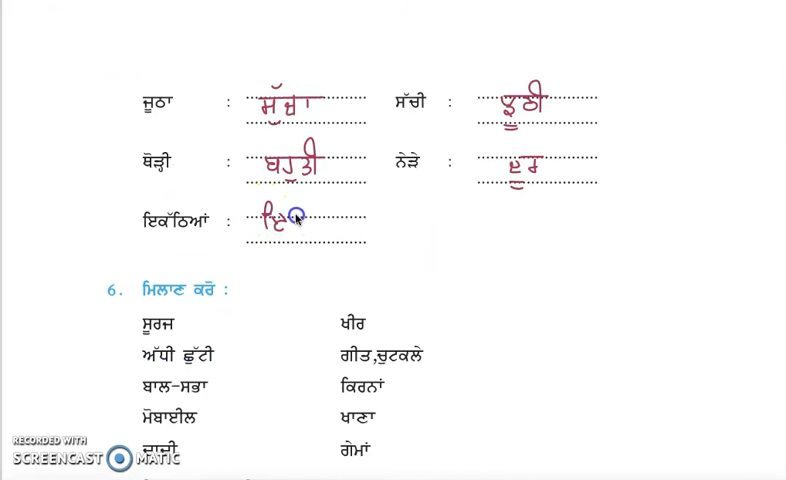 ਜੂਠਾ : ਸੁੱਚਾ ਸੱਚੀ : ਝੂਠੀ
ਥੋੜ੍ਹੀ : ਬਹੁਤੀ ਨੇੜੇ : ਦੂਰ
ਇਕੱਠਿਆਂ :
6. ਮਿਲਾਣ ਕਰੋ :
ਸੂਰਜ ਖੀਰ
ਅੱਧੀ ਛੁੱਟੀ ਗੀਤ,ਚੁਟਕਲੇ
ਬਾਲ-ਸਭਾ ਕਿਰਨਾਂ
ਮੋਬਾਈਲ ਖਾਣਾ
ਦਾਦੀ ਗੇਮਾਂ
RECORDED WITH
SCREENCAST MATIC